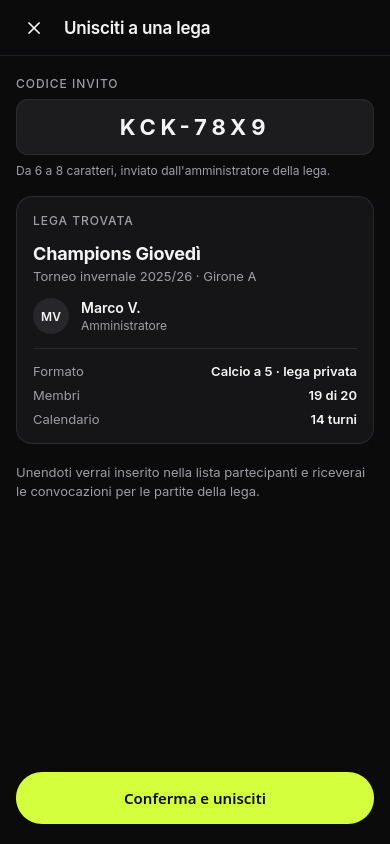 Unisciti a una lega
CODICE INVITO
KCK-78X9
Da 6 a 8 caratteri, inviato dall'amministratore della lega.
LEGA TROVATA
Champions Giovedì
Torneo invernale 2025/26 · Girone A
MV
Marco V.
Amministratore
Formato Calcio a 5 · lega privata
Membri 19 di 20
Calendario 14 turni
Unendoti verrai inserito nella lista partecipanti e riceverai
le convocazioni per le partite della lega.
Conferma e unisciti